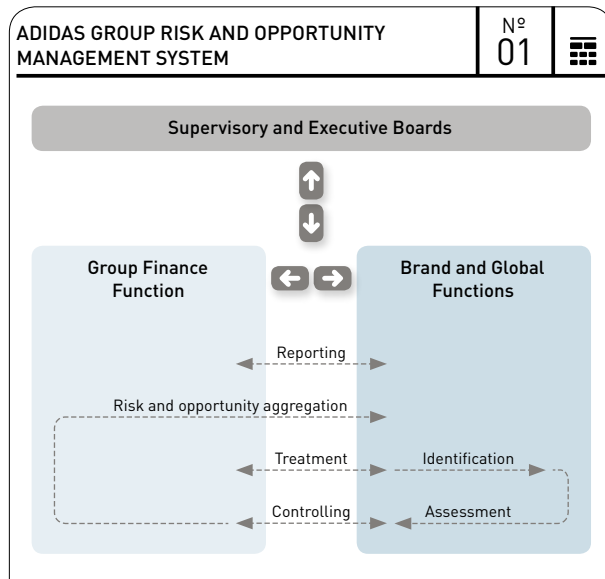 ADIDAS GROUP RISK AND OPPORTUNITY
MANAGEMENT SYSTEM
Nº
01
Supervisory and Executive Boards
Group Finance
Function
Brand and Global
Functions
Reporting
Risk and opportunity aggregation
Treatment
Identification
Controlling
Assessment